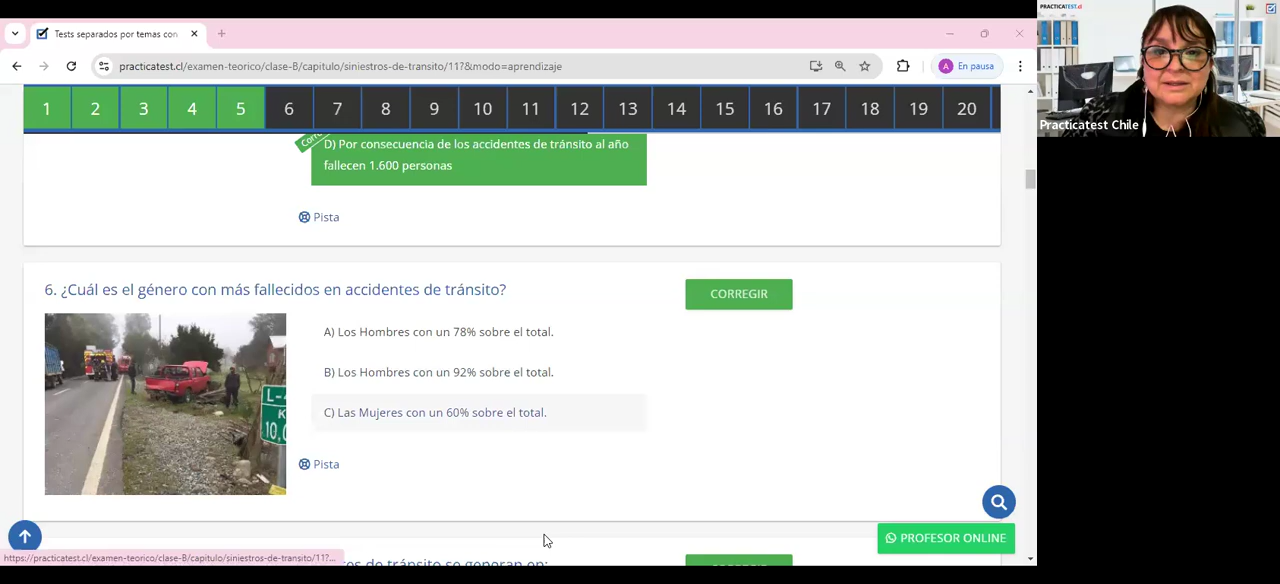 Tests separados por temas con
practicatest.cl/examen-teorico/clase-B/capitulo/siniestros-de-transito/11?modo=aprendizaje
A En pausa
1 2 3 4 5 6 7 8 9 10 11 12 13 14 15 16 17 18 19 20
D) Por consecuencia de los accidentes de tránsito al año
fallecen 1.600 personas
Pista
6. ¿Cuál es el género con más fallecidos en accidentes de tránsito?
CORREGIR
A) Los Hombres con un 78% sobre el total.
B) Los Hombres con un 92% sobre el total.
C) Las Mujeres con un 60% sobre el total.
Pista
PROFESOR ONLINE
https://practicatest.cl/examen-teorico/clase-B/capitulo/siniestros-de-transito/11?...
PRACTICATEST.cl
Practicatest Chile